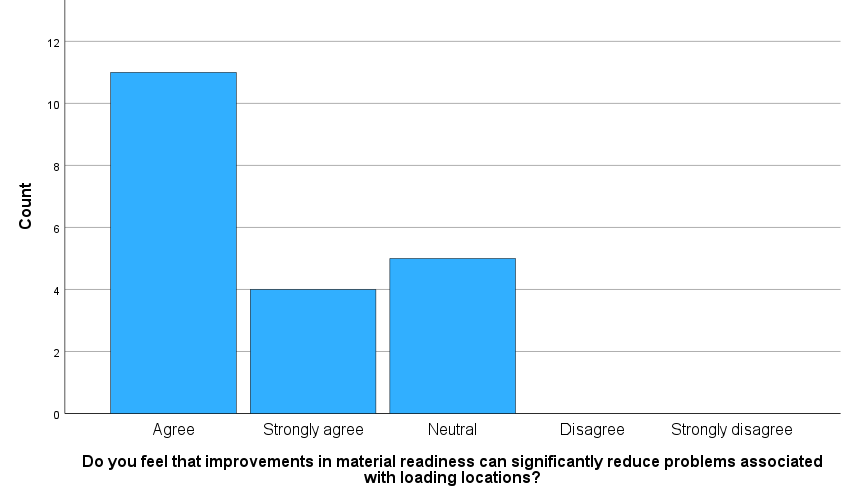 12
10
8
6
4
2
0
Count
Agree
Strongly agree
Neutral
Disagree
Strongly disagree
Do you feel that improvements in material readiness can significantly reduce problems associated
with loading locations?